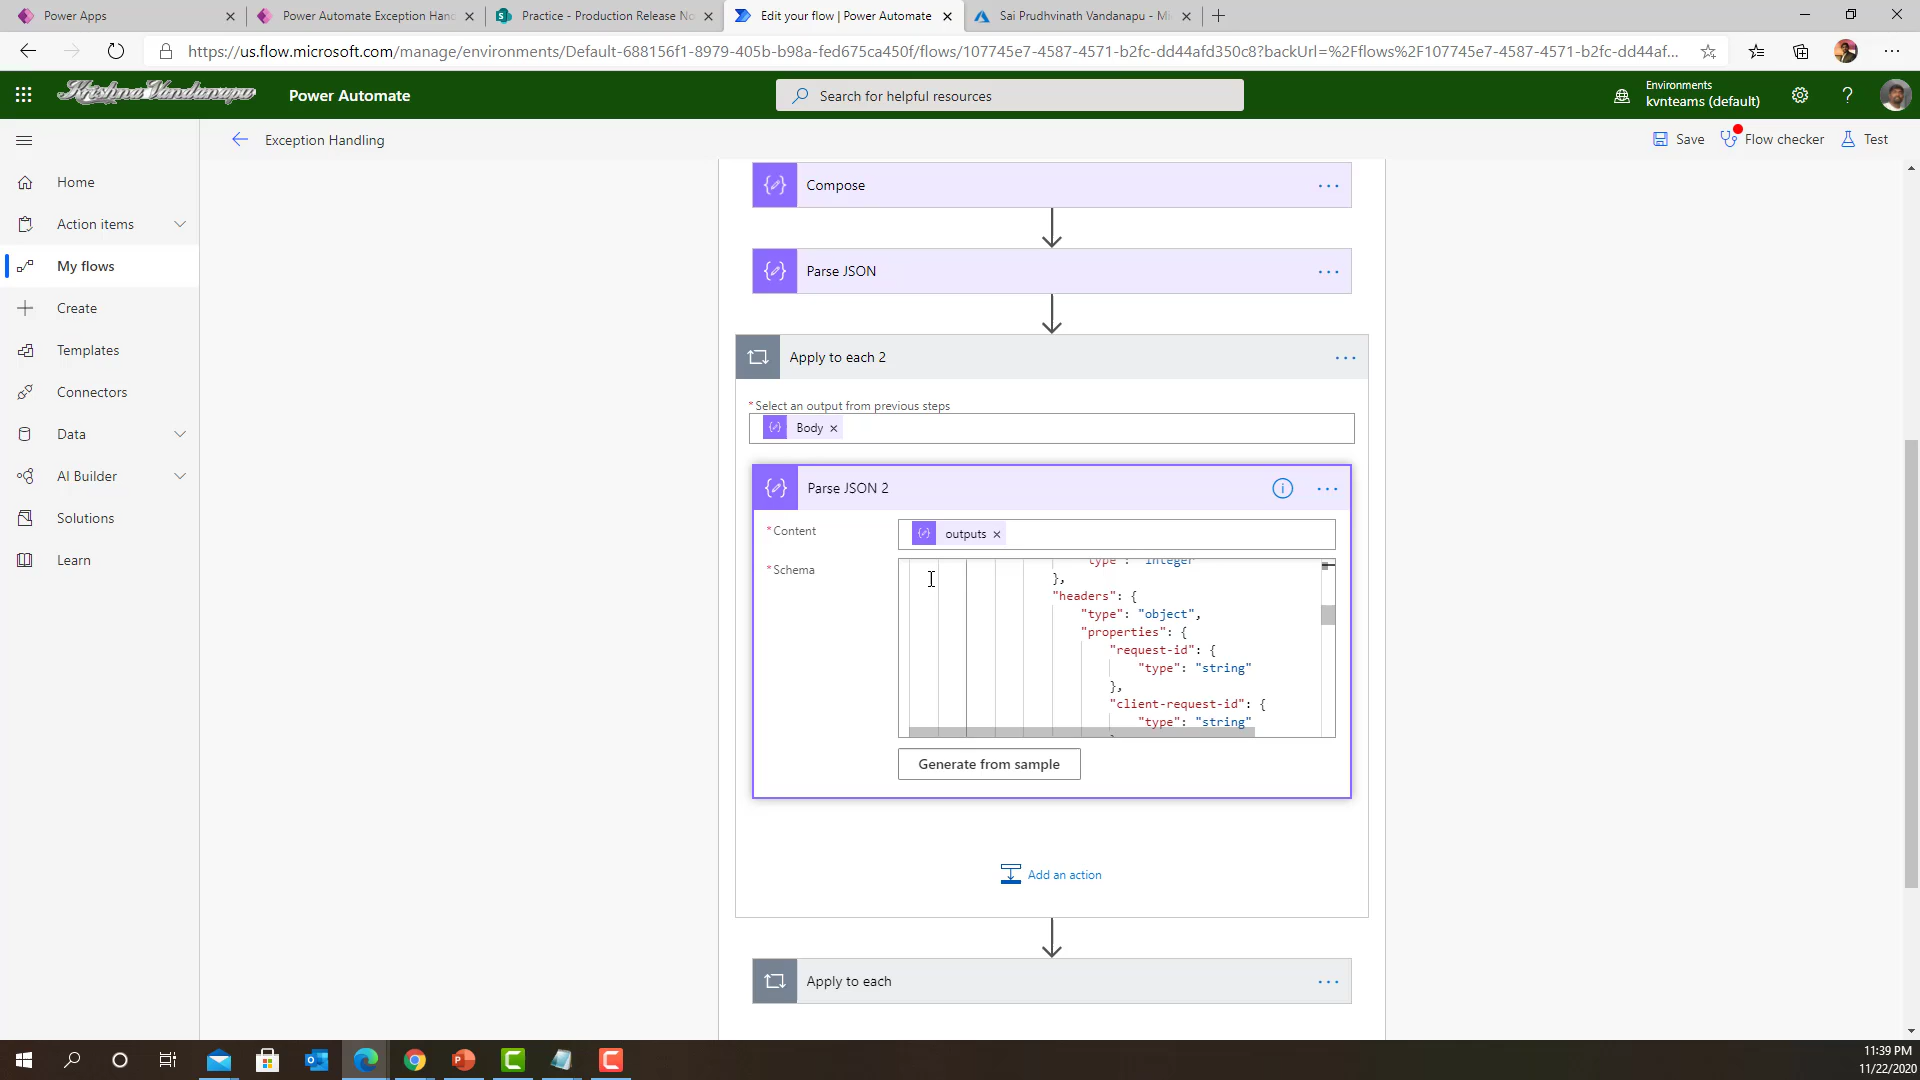 Power Apps
Power Automate Exception Hand
Practice - Production Release No
Edit your flow | Power Automate
Sai Prudhvinath Vandanapu - Mi
https://us.flow.microsoft.com/manage/environments/Default-688156f1-8979-405b-b98a-fed675ca450f/flows/107745e7-4587-4571-b2fc-dd44afd350c8?backUrl=%2Fflows%2F107745e7-4587-4571-b2fc-dd44af...
Krishna Vandanapu
Power Automate
Search for helpful resources
Environments
kvnteams (default)
Exception Handling
Save
Flow checker
Test
Home
Action items
My flows
Create
Templates
Connectors
Data
AI Builder
Solutions
Learn
Compose
Parse JSON
Apply to each 2
*Select an output from previous steps
Body
Parse JSON 2
*Content
outputs
*Schema
"type": "integer"
},
"headers": {
"type": "object",
"properties": {
"request-id": {
"type": "string"
},
"client-request-id": {
"type": "string"
Generate from sample
Add an action
Apply to each
11:39 PM
11/22/2020